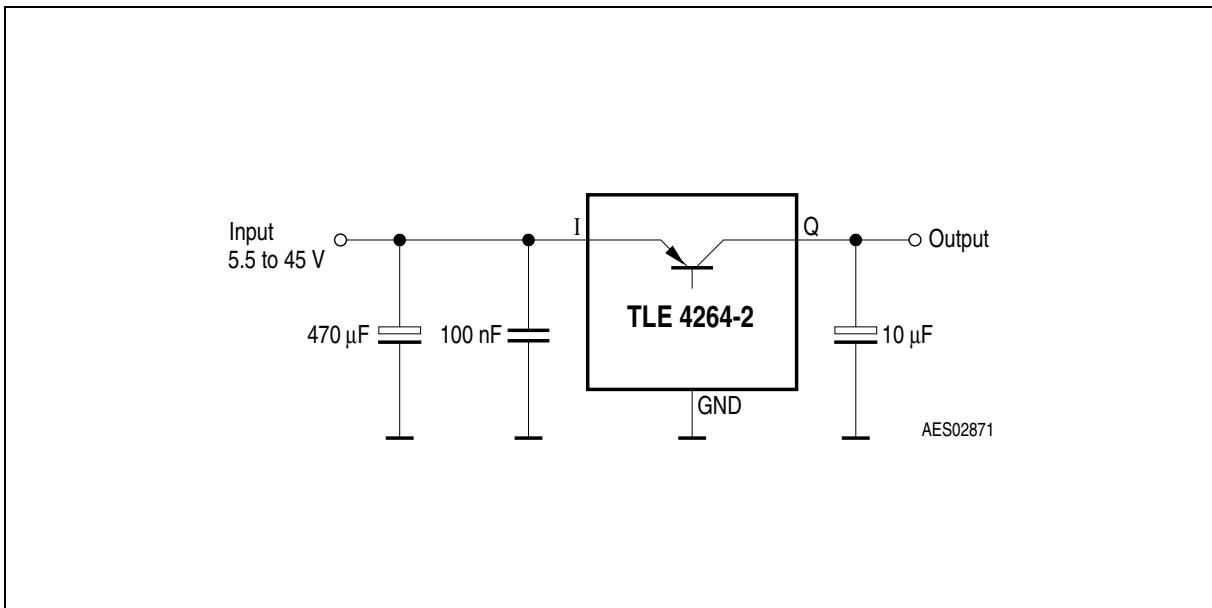 Input
5.5 to 45 V
I
Q
Output
TLE 4264-2
470 μF
100 nF
10 μF
GND
AES02871